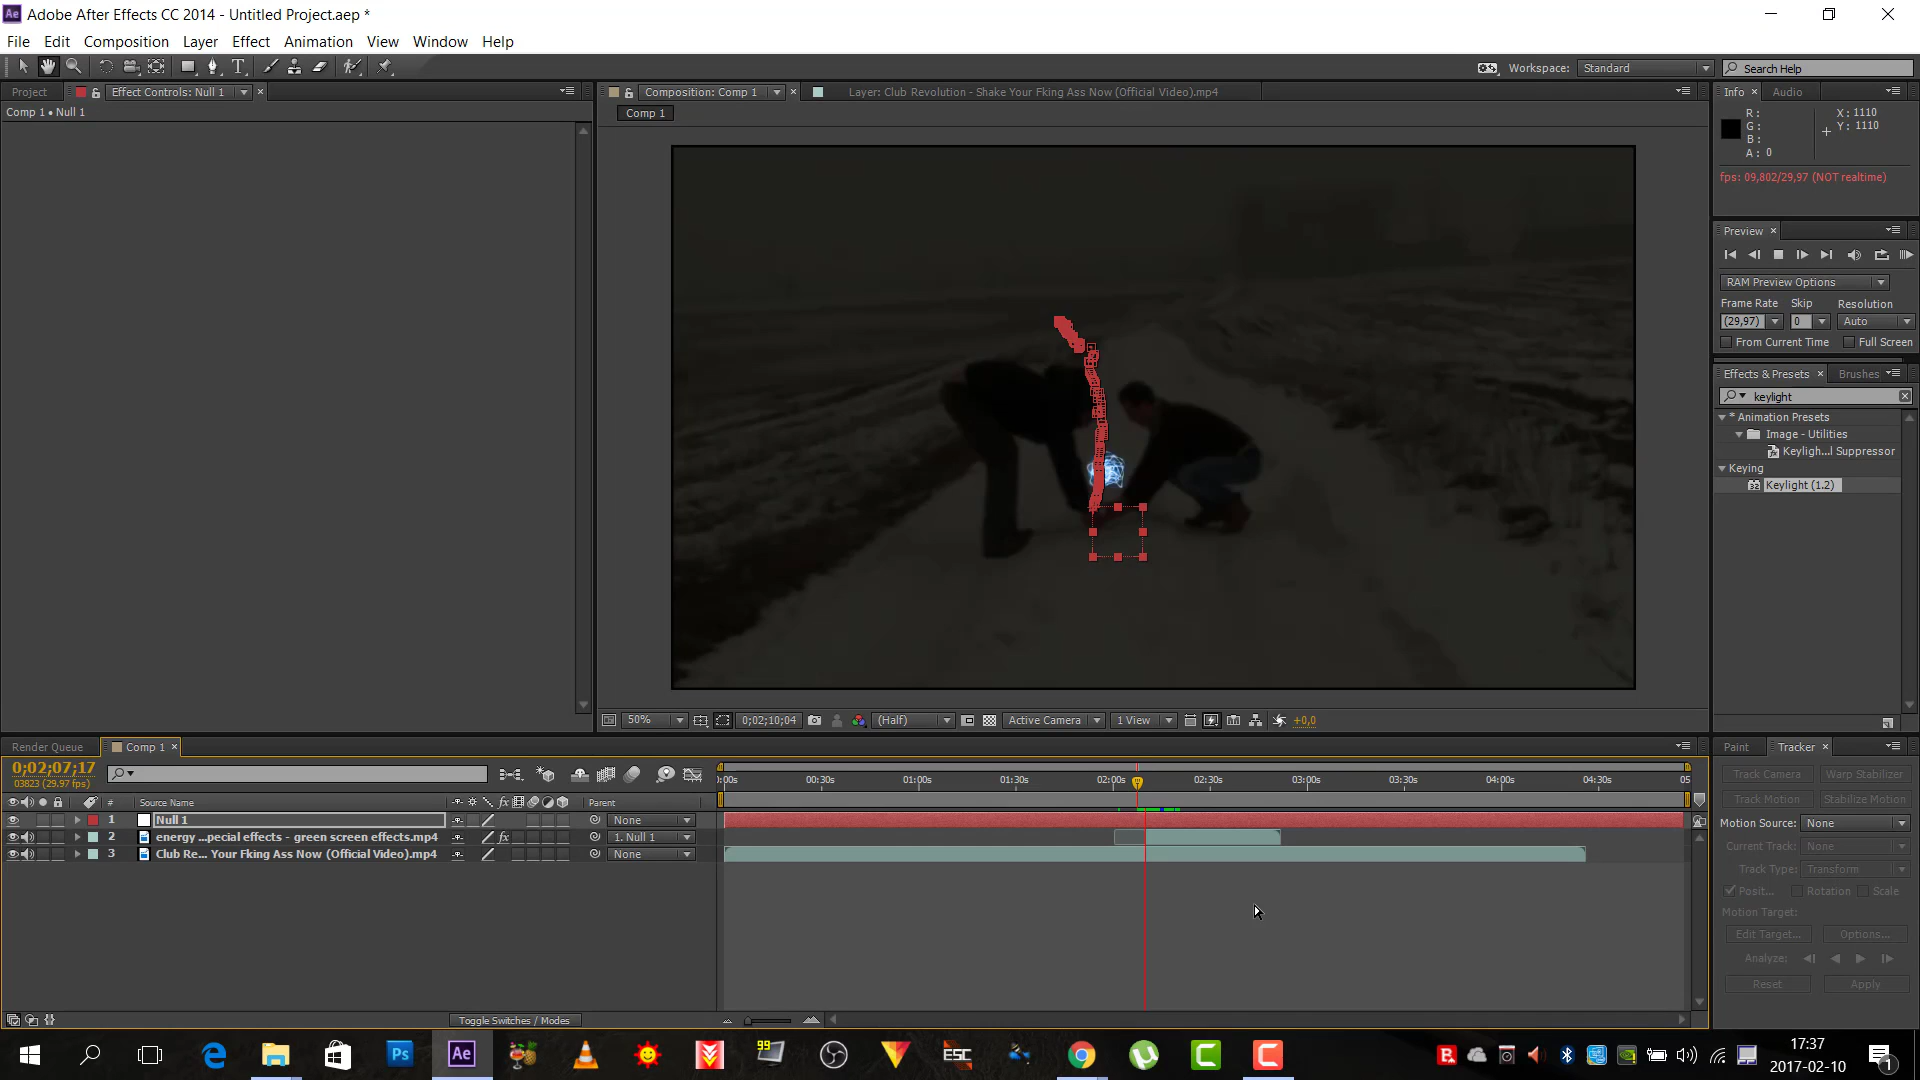 Adobe After Effects CC 2014 - Untitled Project.aep *
File Edit Composition Layer Effect Animation View Window Help
Workspace: Standard Search Help
Project Effect Controls: Null 1 Composition: Comp 1 Layer: Club Revolution - Shake Your Fking Ass Now (Official Video).mp4 Info Audio
Comp 1 • Null 1
Comp 1
R:
G:
B:
A: 0
X: 1110
Y: 1110
fps: 09,802/29,97 (NOT realtime)
Preview
RAM Preview Options
Frame Rate Skip Resolution
(29,97) 0 Auto
From Current Time Full Screen
Effects & Presets Brushes
keylight
* Animation Presets
Image - Utilities
Keyligh...l Suppressor
Keying
Keylight (1.2)
50% 0;02;10;04 (Half) Active Camera 1 View +0,0
Render Queue Comp 1 Paint Tracker
0;02;07;17
03823 (29.97 fps)
:00s 00:30s 01:00s 01:30s 02:00s 02:30s 03:00s 03:30s 04:00s 04:30s 05
# Source Name fx Parent
1 Null 1 None
2 energy ...pecial effects - green screen effects.mp4 fx 1. Null 1
3 Club Re... Your Fking Ass Now (Official Video).mp4 None
Toggle Switches / Modes
Track Camera Warp Stabilizer
Track Motion Stabilize Motion
Motion Source: None
Current Track: None
Track Type: Transform
Posit... Rotation Scale
Motion Target:
Edit Target... Options...
Analyze:
Reset Apply
Ps Ae 99 ESC
17:37
2017-02-10
1